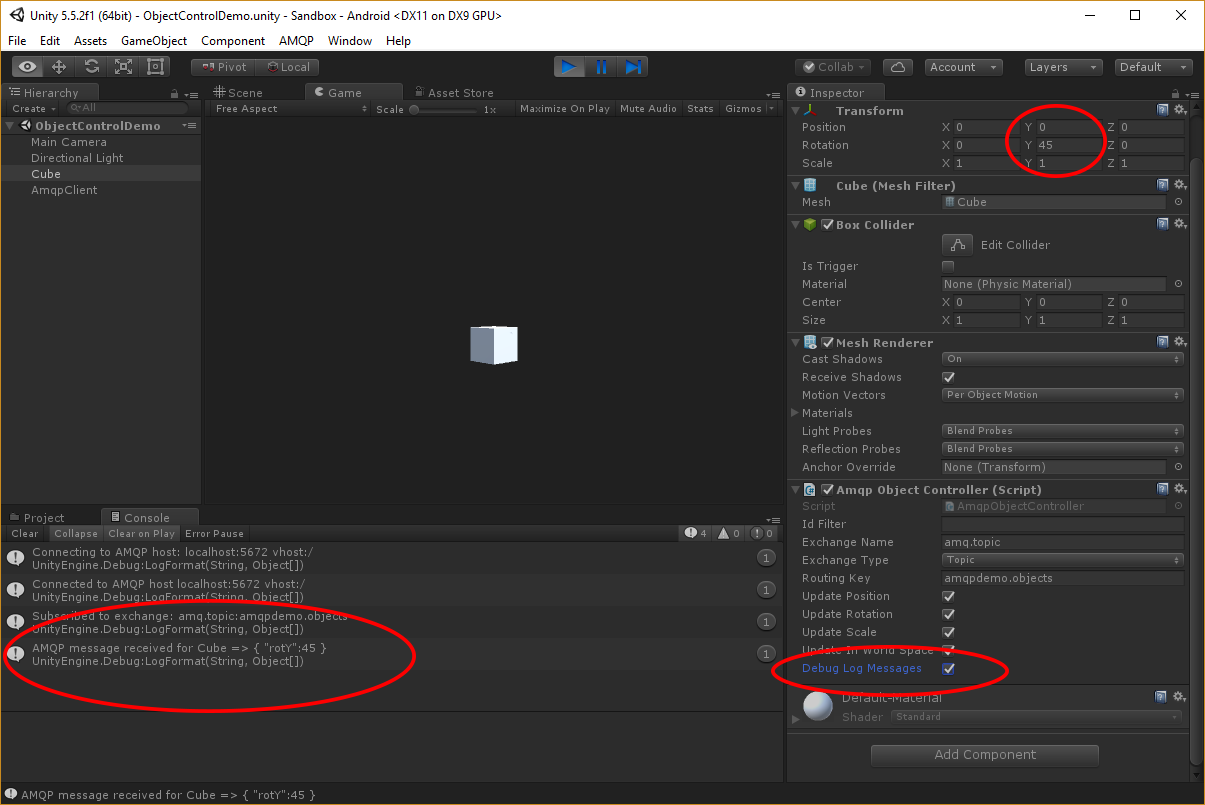 Unity 5.5.2f1 (64bit) - ObjectControlDemo.unity - Sandbox - Android <DX11 on DX9 GPU>
File Edit Assets GameObject Component AMQP Window Help
Pivot Local Collab Account Layers Default
Hierarchy
Create All
ObjectControlDemo
Main Camera
Directional Light
Cube
AmqpClient
Scene Game Asset Store
Free Aspect Scale 1x Maximize On Play Mute Audio Stats Gizmos
Inspector
Transform
Position X 0 Y 0 Z 0
Rotation X 0 Y 45 Z 0
Scale X 1 Y 1 Z 1
Cube (Mesh Filter)
Mesh Cube
Box Collider
Edit Collider
Is Trigger
Material None (Physic Material)
Center X 0 Y 0 Z 0
Size X 1 Y 1 Z 1
Mesh Renderer
Cast Shadows On
Receive Shadows
Motion Vectors Per Object Motion
Materials
Light Probes Blend Probes
Reflection Probes Blend Probes
Anchor Override None (Transform)
Amqp Object Controller (Script)
Script AmqpObjectController
Id Filter
Exchange Name amq.topic
Exchange Type Topic
Routing Key amqpdemo.objects
Update Position
Update Rotation
Update Scale
Update In World Space
Debug Log Messages
Default-Material
Shader Standard
Add Component
Project Console
Clear Collapse Clear on Play Error Pause 4 0 0
Connecting to AMQP host: localhost:5672 vhost:/
UnityEngine.Debug:LogFormat(String, Object[])
1
Connected to AMQP host localhost:5672 vhost:/
UnityEngine.Debug:LogFormat(String, Object[])
1
Subscribed to exchange: amq.topic:amqpdemo.objects
UnityEngine.Debug:LogFormat(String, Object[])
1
AMQP message received for Cube => { "rotY":45 }
UnityEngine.Debug:LogFormat(String, Object[])
1
AMQP message received for Cube => { "rotY":45 }